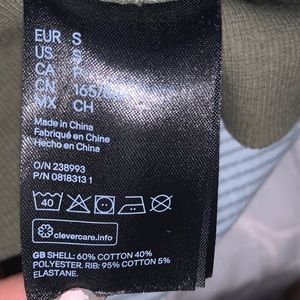 EUR S
US S
CA P
CN 165/
MX CH
Made in China
Fabriqué en Chine
Hecho en China
O/N 238993
P/N 0818313 1
40
clevercare.info
GB SHELL: 60% COTTON 40%
POLYESTER, RIB: 95% COTTON 5%
ELASTANE.